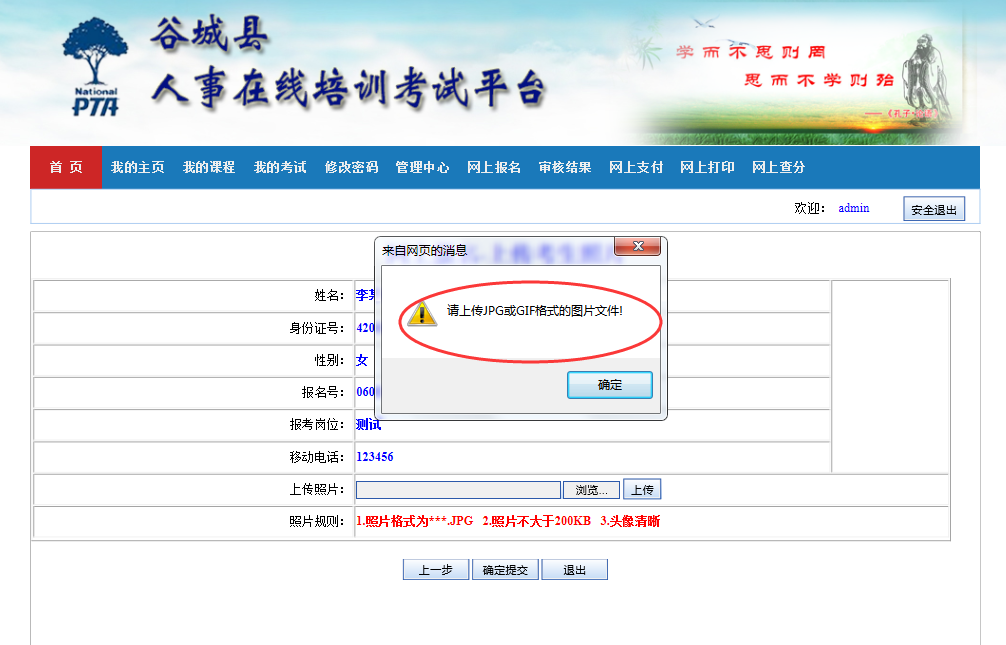 谷城县
人事在线培训考试平台
National
PTA
学而不思则罔
思而不学则殆
首 页 我的主页 我的课程 我的考试 修改密码 管理中心 网上报名 审核结果 网上支付 网上打印 网上查分
欢迎: admin 安全退出
来自网页的消息
请上传JPG或GIF格式的图片文件!
确定
姓名:
身份证号: 420
性别: 女
报名号: 060
报考岗位: 测试
移动电话: 123456
上传照片: 浏览... 上传
照片规则: 1.照片格式为***.JPG 2.照片不大于200KB 3.头像清晰
上一步 确定提交 退出